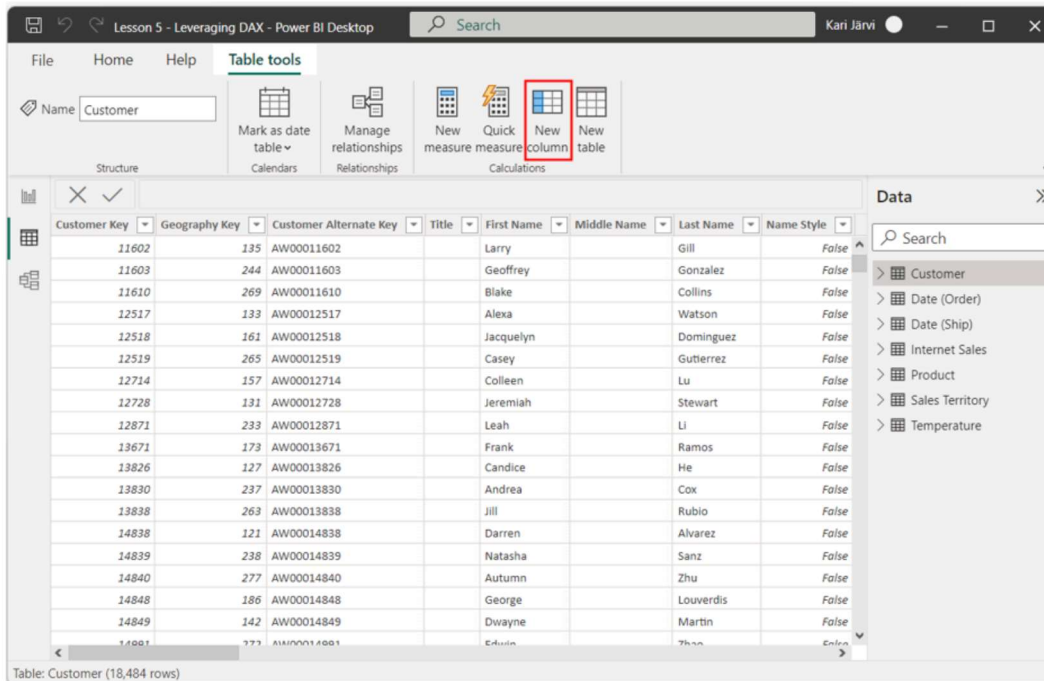 Lesson 5 - Leveraging DAX - Power BI Desktop Search Kari Järvi
File Home Help Table tools
Name Customer
Mark as date table
Manage relationships
New measure
Quick measure
New column
New table
Structure Calendars Relationships Calculations
Customer Key Geography Key Customer Alternate Key Title First Name Middle Name Last Name Name Style
11602 135 AW00011602 Larry Gill False
11603 244 AW00011603 Geoffrey Gonzalez False
11610 269 AW00011610 Blake Collins False
12517 133 AW00012517 Alexa Watson False
12518 161 AW00012518 Jacquelyn Dominguez False
12519 265 AW00012519 Casey Gutierrez False
12714 157 AW00012714 Colleen Lu False
12728 131 AW00012728 Jeremiah Stewart False
12871 233 AW00012871 Leah Li False
13671 173 AW00013671 Frank Ramos False
13826 127 AW00013826 Candice He False
13830 237 AW00013830 Andrea Cox False
13838 263 AW00013838 Jill Rubio False
14838 121 AW00014838 Darren Alvarez False
14839 238 AW00014839 Natasha Sanz False
14840 277 AW00014840 Autumn Zhu False
14848 186 AW00014848 George Louverdis False
14849 142 AW00014849 Dwayne Martin False
Data
Search
Customer
Date (Order)
Date (Ship)
Internet Sales
Product
Sales Territory
Temperature
Table: Customer (18,484 rows)